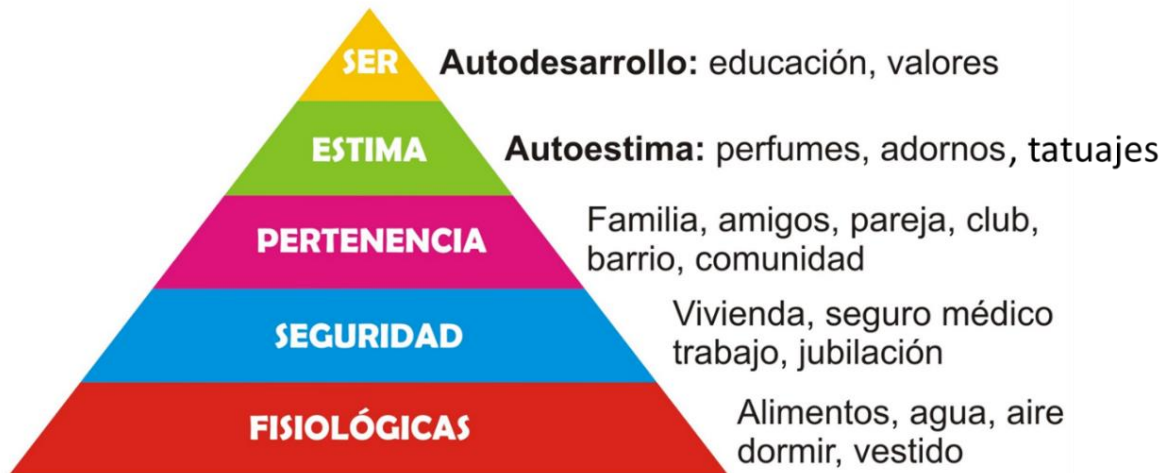 SER
Autodesarrollo: educación, valores
ESTIMA
Autoestima: perfumes, adornos, tatuajes
PERTENENCIA
Familia, amigos, pareja, club,
barrio, comunidad
SEGURIDAD
Vivienda, seguro médico
trabajo, jubilación
FISIOLÓGICAS
Alimentos, agua, aire
dormir, vestido